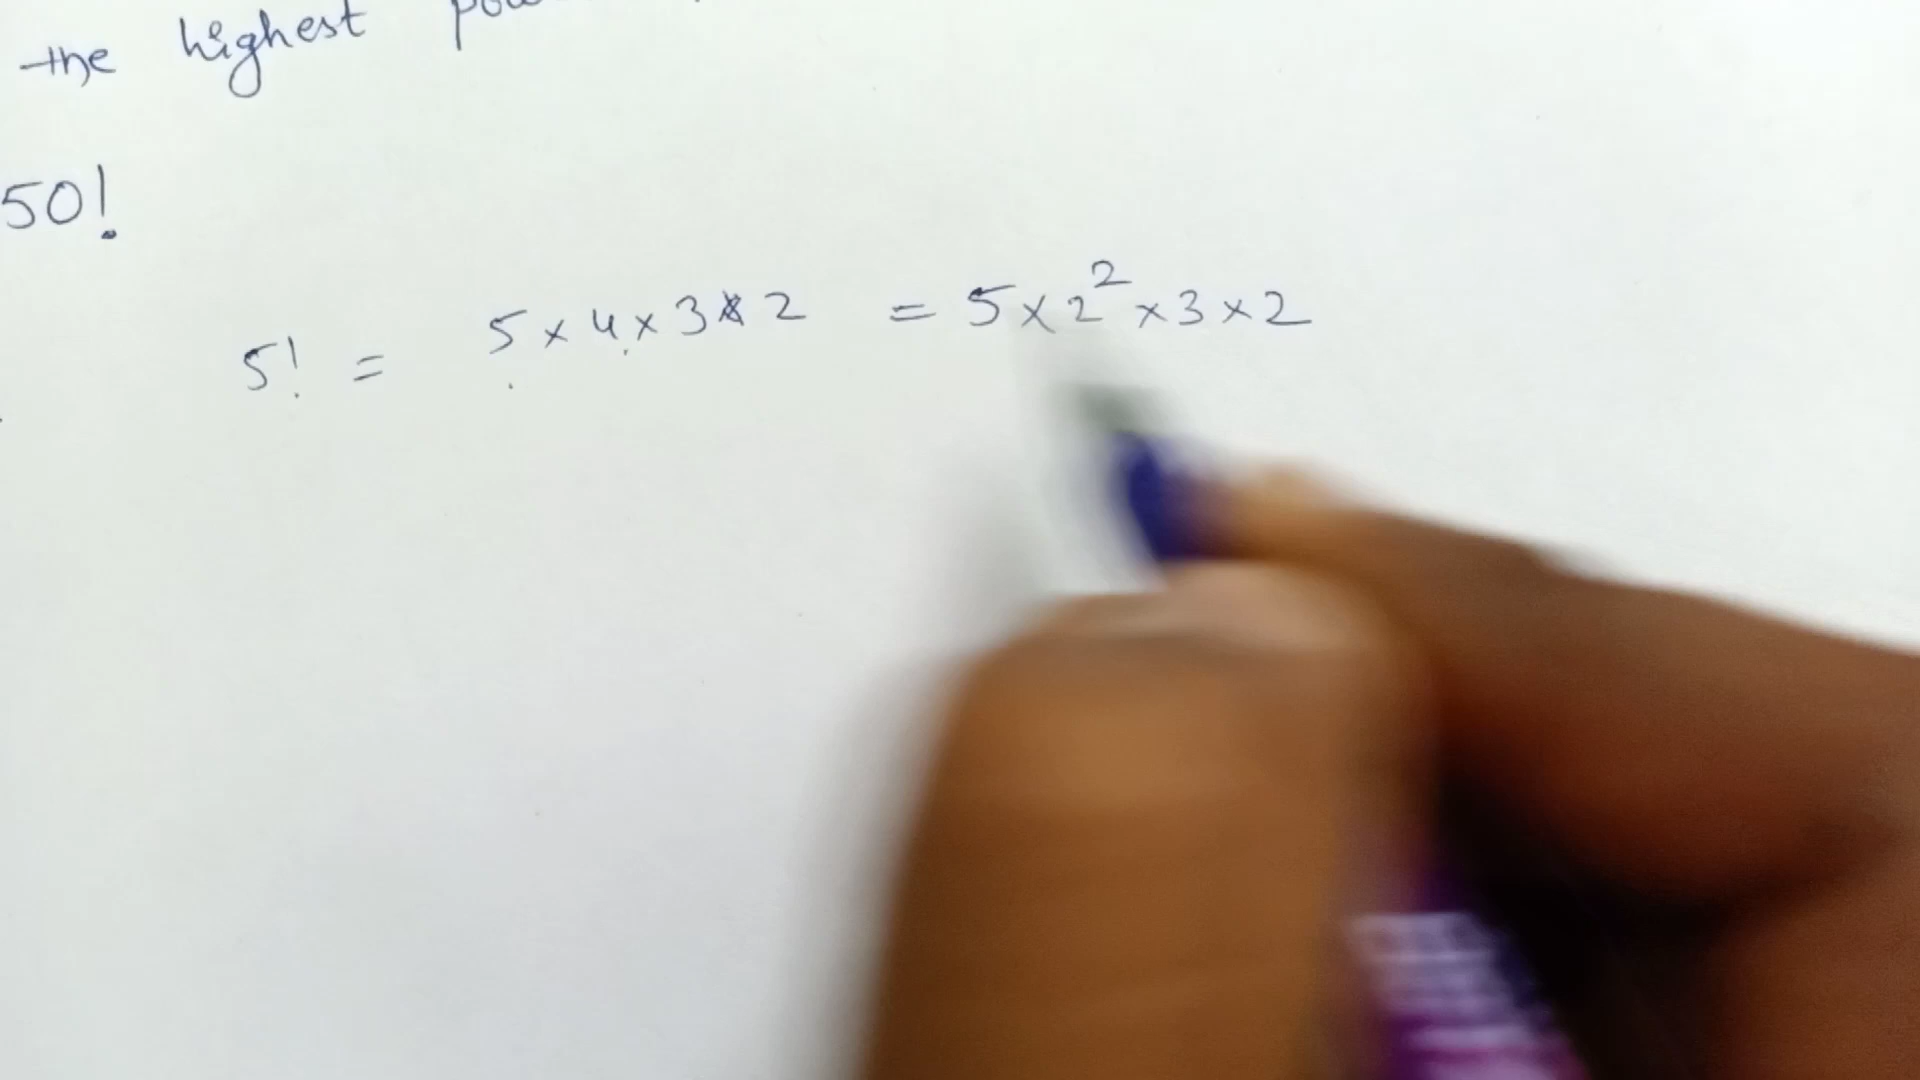 the highest
50!
5! = 5 × 4 × 3 × 2 = 5 × 2² × 3 × 2